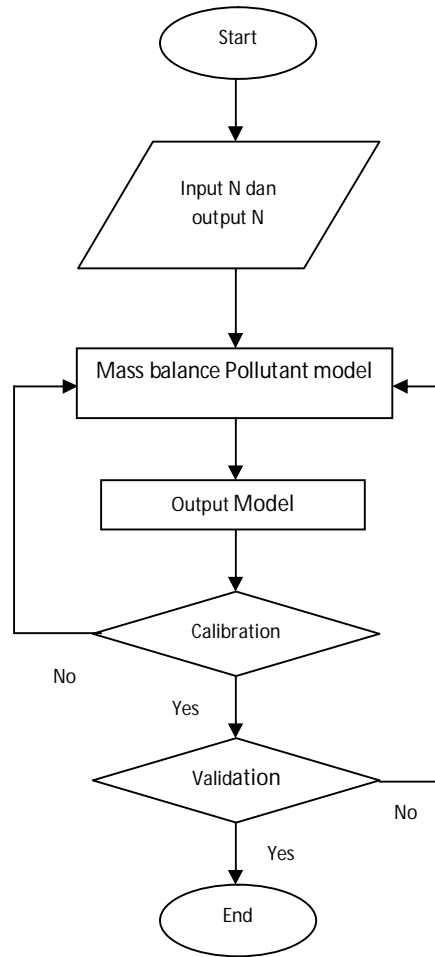 Start
Input N dan
output N
Mass balance Pollutant model
Output Model
Calibration
No
Yes
Validation
No
Yes
End